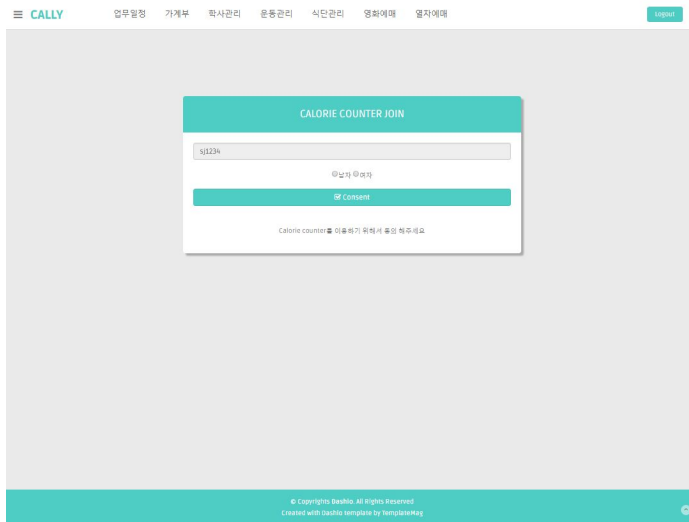 CALLY 업무일정 가계부 학사관리 운동관리 식단관리 영화예매 열자예매 Logout
CALORIE COUNTER JOIN
sj1234
남자 여자
Consent
Calorie counter를 이용하기 위해서 동의 해주세요
© Copyrights Dashio. All Rights Reserved
Created with Dashio template by TemplateMag